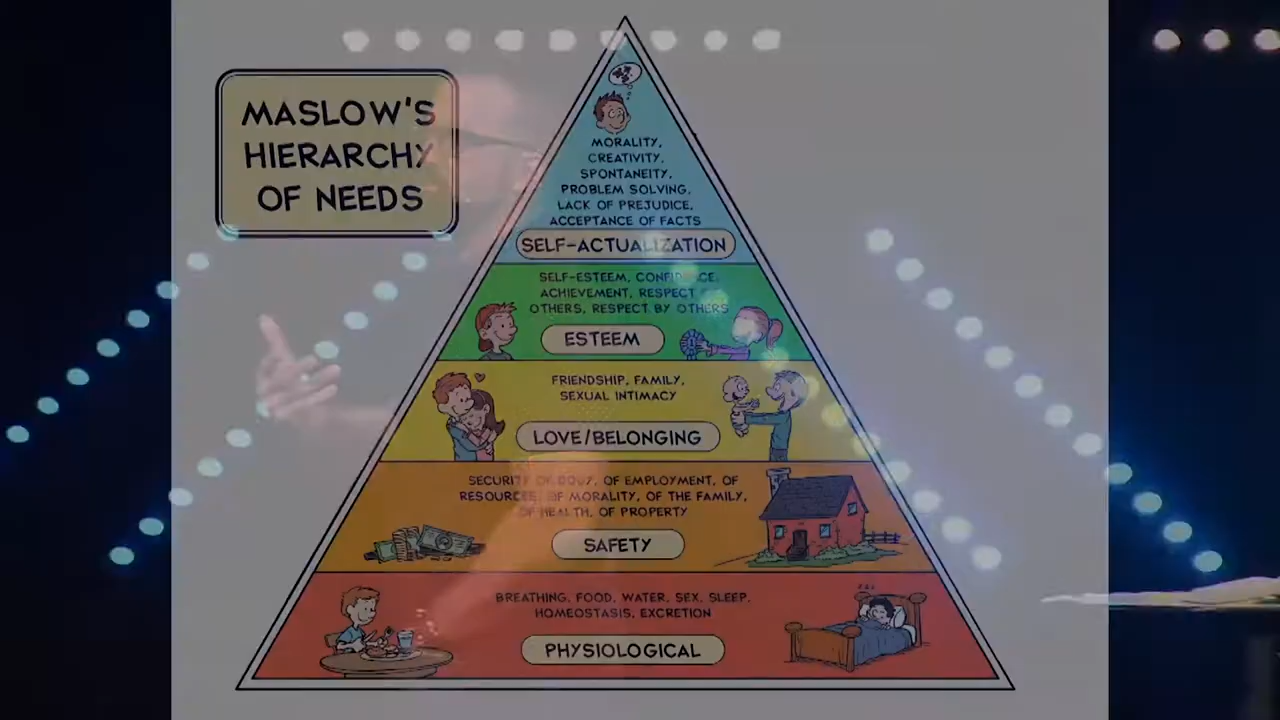 MASLOW'S
HIERARCHY
OF NEEDS
MORALITY,
CREATIVITY,
SPONTANEITY,
PROBLEM SOLVING,
LACK OF PREJUDICE,
ACCEPTANCE OF FACTS
SELF-ACTUALIZATION
SELF-ESTEEM, CONFIDENCE,
ACHIEVEMENT, RESPECT OF
OTHERS, RESPECT BY OTHERS
ESTEEM
FRIENDSHIP, FAMILY,
SEXUAL INTIMACY
LOVE/BELONGING
SECURITY OF BODY, OF EMPLOYMENT, OF
RESOURCES, OF MORALITY, OF THE FAMILY,
OF HEALTH, OF PROPERTY
SAFETY
BREATHING, FOOD, WATER, SEX, SLEEP,
HOMEOSTASIS, EXCRETION
PHYSIOLOGICAL